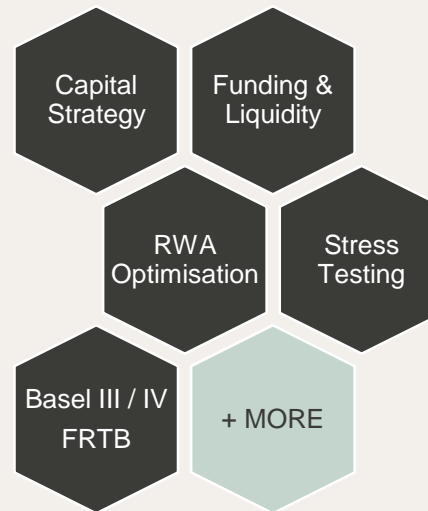 Capital
Strategy
Funding &
Liquidity
RWA
Optimisation
Stress
Testing
Basel III / IV
FRTB
+ MORE